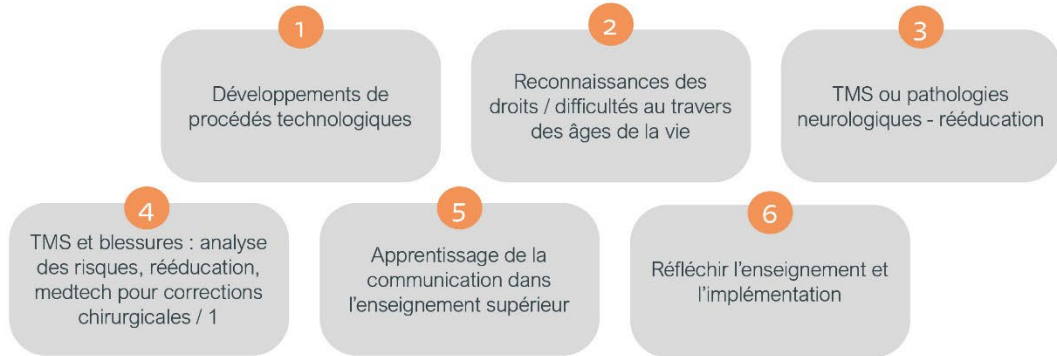 1
Développements de
procédés technologiques
2
Reconnaissances des
droits / difficultés au travers
des âges de la vie
3
TMS ou pathologies
neurologiques - rééducation
4
TMS et blessures : analyse
des risques, rééducation,
medtech pour corrections
chirurgicales / 1
5
Apprentissage de la
communication dans
l'enseignement supérieur
6
Réfléchir l'enseignement et
l'implémentation